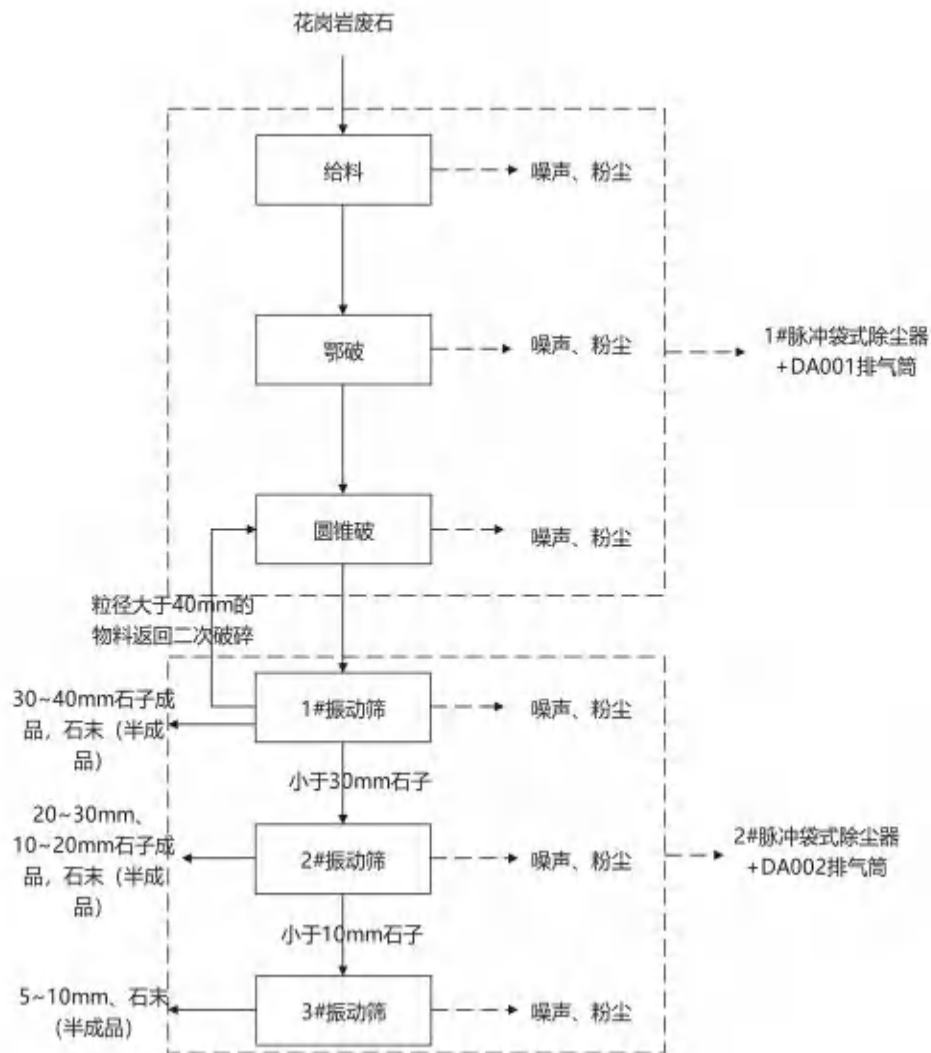 花岗岩废石
给料
噪声、粉尘
鄂破
噪声、粉尘
1#脉冲袋式除尘器
+DA001排气筒
圆锥破
噪声、粉尘
粒径大于40mm的
物料返回二次破碎
30~40mm石子成
品，石末（半成
品）
1#振动筛
噪声、粉尘
小于30mm石子
20~30mm、
10~20mm石子成
品，石末（半成
品）
2#振动筛
噪声、粉尘
2#脉冲袋式除尘器
+DA002排气筒
小于10mm石子
5~10mm、石末
（半成品）
3#振动筛
噪声、粉尘